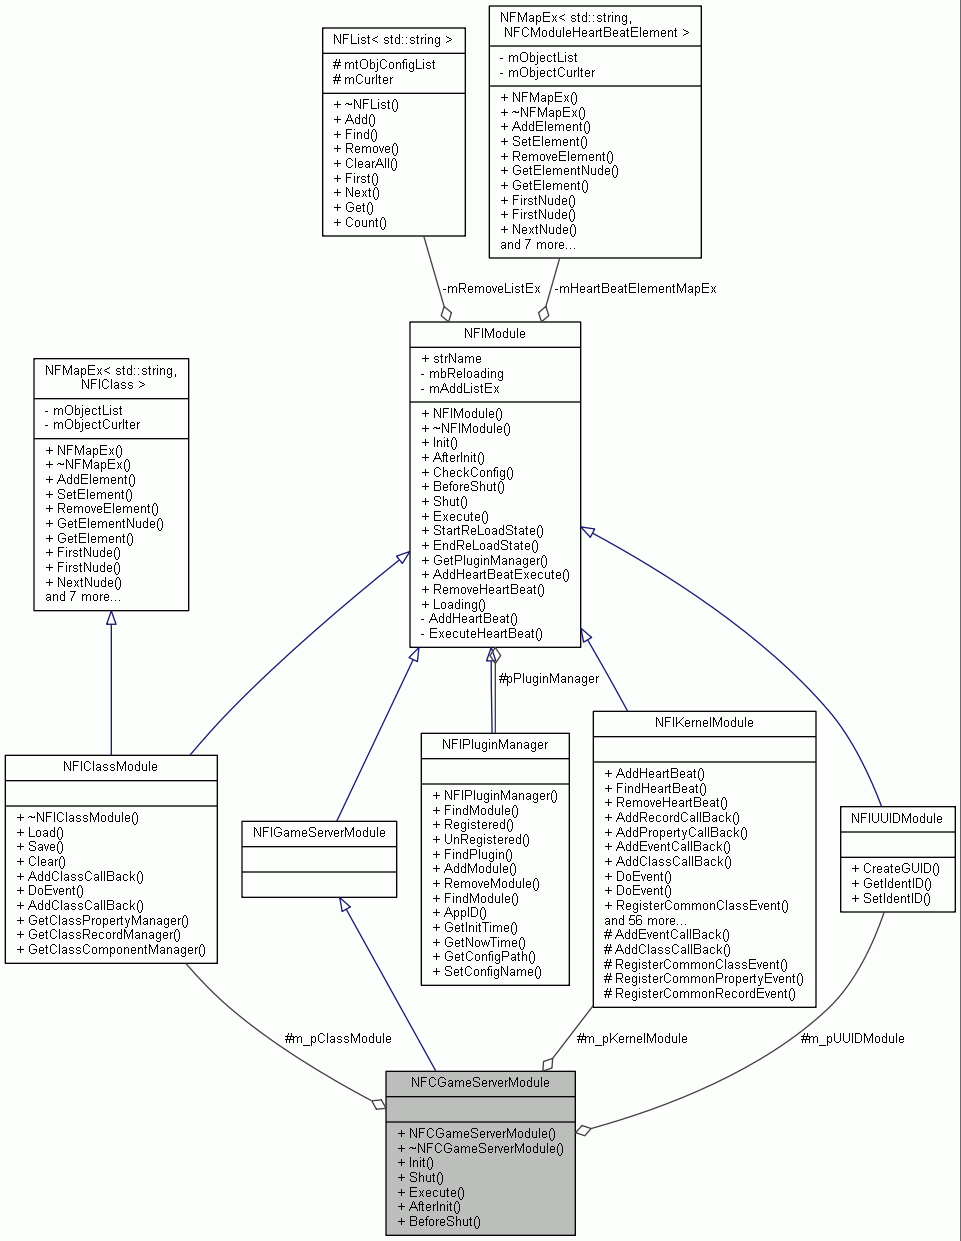 NFList< std::string >
# mtObjConfigList
# mCurIter
+ ~NFList()
+ Add()
+ Find()
+ Remove()
+ ClearAll()
+ First()
+ Next()
+ Get()
+ Count()
NFMapEx< std::string,
NFCModuleHeartBeatElement >
- mObjectList
- mObjectCurIter
+ NFMapEx()
+ ~NFMapEx()
+ AddElement()
+ SetElement()
+ RemoveElement()
+ GetElementNude()
+ GetElement()
+ FirstNude()
+ FirstNude()
+ NextNude()
and 7 more...
-mRemoveListEx
-mHeartBeatElementMapEx
NFIModule
+ strName
- mbReloading
- mAddListEx
+ NFIModule()
+ ~NFIModule()
+ Init()
+ AfterInit()
+ CheckConfig()
+ BeforeShut()
+ Shut()
+ Execute()
+ StartReLoadState()
+ EndReLoadState()
+ GetPluginManager()
+ AddHeartBeatExecute()
+ RemoveHeartBeat()
+ Loading()
- AddHeartBeat()
- ExecuteHeartBeat()
NFMapEx< std::string,
NFIClass >
- mObjectList
- mObjectCurIter
+ NFMapEx()
+ ~NFMapEx()
+ AddElement()
+ SetElement()
+ RemoveElement()
+ GetElementNude()
+ GetElement()
+ FirstNude()
+ FirstNude()
+ NextNude()
and 7 more...
#pPluginManager
NFIClassModule
+ ~NFIClassModule()
+ Load()
+ Save()
+ Clear()
+ AddClassCallBack()
+ DoEvent()
+ AddClassCallBack()
+ GetClassPropertyManager()
+ GetClassRecordManager()
+ GetClassComponentManager()
NFIGameServerModule
NFIPluginManager
+ NFIPluginManager()
+ FindModule()
+ Registered()
+ UnRegistered()
+ FindPlugin()
+ AddModule()
+ RemoveModule()
+ FindModule()
+ AppID()
+ GetInitTime()
+ GetNowTime()
+ GetConfigPath()
+ SetConfigName()
NFIKernelModule
+ AddHeartBeat()
+ FindHeartBeat()
+ RemoveHeartBeat()
+ AddRecordCallBack()
+ AddPropertyCallBack()
+ AddEventCallBack()
+ AddClassCallBack()
+ DoEvent()
+ DoEvent()
+ RegisterCommonClassEvent()
and 56 more...
# AddEventCallBack()
# AddClassCallBack()
# RegisterCommonClassEvent()
# RegisterCommonPropertyEvent()
# RegisterCommonRecordEvent()
NFIUUIDModule
+ CreateGUID()
+ GetIdentID()
+ SetIdentID()
#m_pClassModule
#m_pKernelModule
#m_pUUIDModule
NFCGameServerModule
+ NFCGameServerModule()
+ ~NFCGameServerModule()
+ Init()
+ Shut()
+ Execute()
+ AfterInit()
+ BeforeShut()